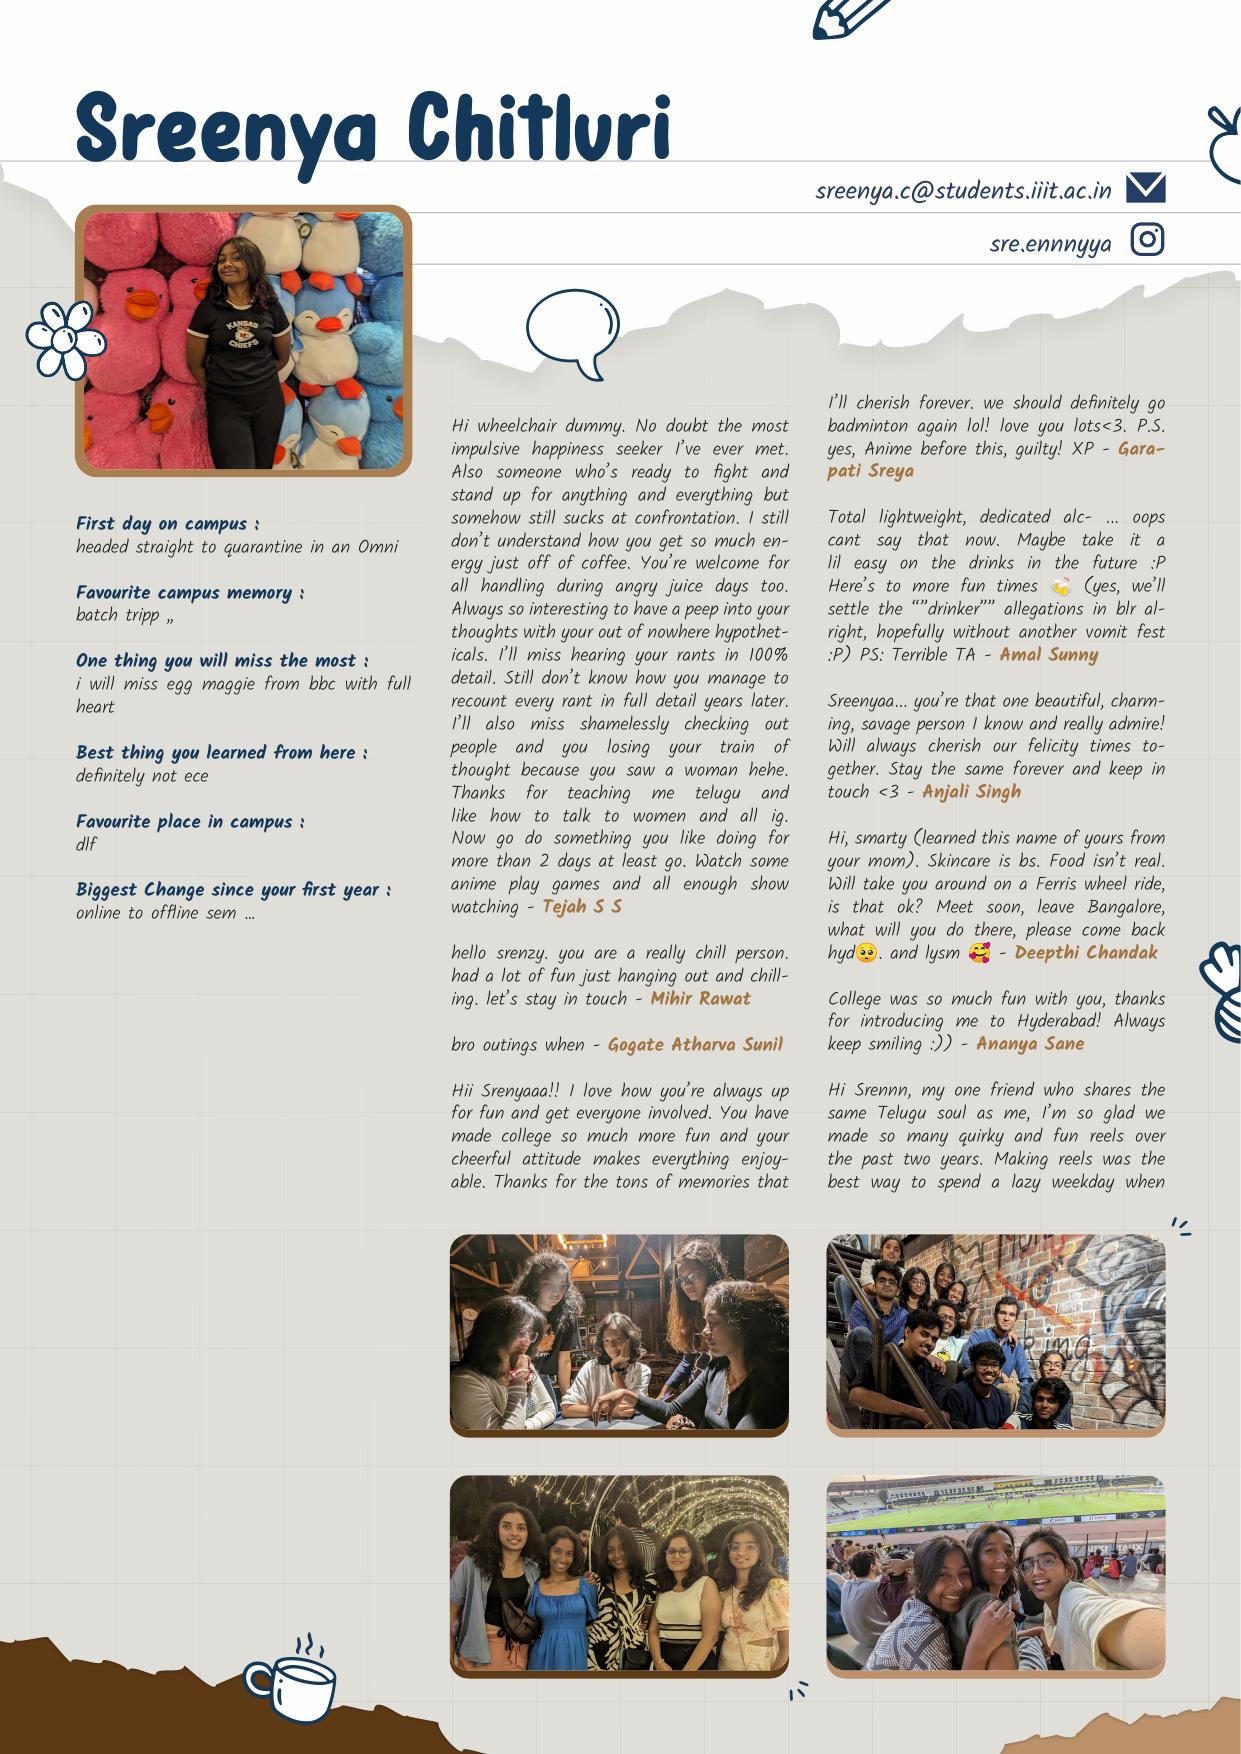 Sreenya Chitluri
sreenya.c@students.iiit.ac.in
sre.ennnyya
KANSAS
CHIEFS
First day on campus :
headed straight to quarantine in an Omni
Favourite campus memory :
batch tripp „
One thing you will miss the most :
i will miss egg maggie from bbc with full
heart
Best thing you learned from here :
definitely not ece
Favourite place in campus :
dlf
Biggest Change since your first year :
online to offline sem ...
Hi wheelchair dummy. No doubt the most
impulsive happiness seeker I've ever met.
Also someone who's ready to fight and
stand up for anything and everything but
somehow still sucks at confrontation. I still
don't understand how you get so much en-
ergy just off of coffee. You're welcome for
all handling during angry juice days too.
Always so interesting to have a peep into your
thoughts with your out of nowhere hypothet-
icals. I'll miss hearing your rants in 100%
detail. Still don't know how you manage to
recount every rant in full detail years later.
I'll also miss shamelessly checking out
people and you losing your train of
thought because you saw a woman hehe.
Thanks for teaching me telugu and
like how to talk to women and all ig.
Now go do something you like doing for
more than 2 days at least go. Watch some
anime play games and all enough show
watching - Tejah S S
hello srenzy. you are a really chill person.
had a lot of fun just hanging out and chill-
ing. let's stay in touch - Mihir Rawat
bro outings when - Gogate Atharva Sunil
Hii Srenyaaa!! I love how you're always up
for fun and get everyone involved. You have
made college so much more fun and your
cheerful attitude makes everything enjoy-
able. Thanks for the tons of memories that
I'll cherish forever. we should definitely go
badminton again lol! love you lots<3. P.S.
yes, Anime before this, guilty! XP - Gara-
pati Sreya
Total lightweight, dedicated alc- ... oops
cant say that now. Maybe take it a
lil easy on the drinks in the future :P
Here's to more fun times 🍻 (yes, we'll
settle the “”drinker”” allegations in blr al-
right, hopefully without another vomit fest
:P) PS: Terrible TA - Amal Sunny
Sreenyaa... you're that one beautiful, charm-
ing, savage person I know and really admire!
Will always cherish our felicity times to-
gether. Stay the same forever and keep in
touch <3 - Anjali Singh
Hi, smarty (learned this name of yours from
your mom). Skincare is bs. Food isn't real.
Will take you around on a Ferris wheel ride,
is that ok? Meet soon, leave Bangalore,
what will you do there, please come back
hyd🥺. and lysm 🥰 - Deepthi Chandak
College was so much fun with you, thanks
for introducing me to Hyderabad! Always
keep smiling :)) - Ananya Sane
Hi Srennn, my one friend who shares the
same Telugu soul as me, I'm so glad we
made so many quirky and fun reels over
the past two years. Making reels was the
best way to spend a lazy weekday when